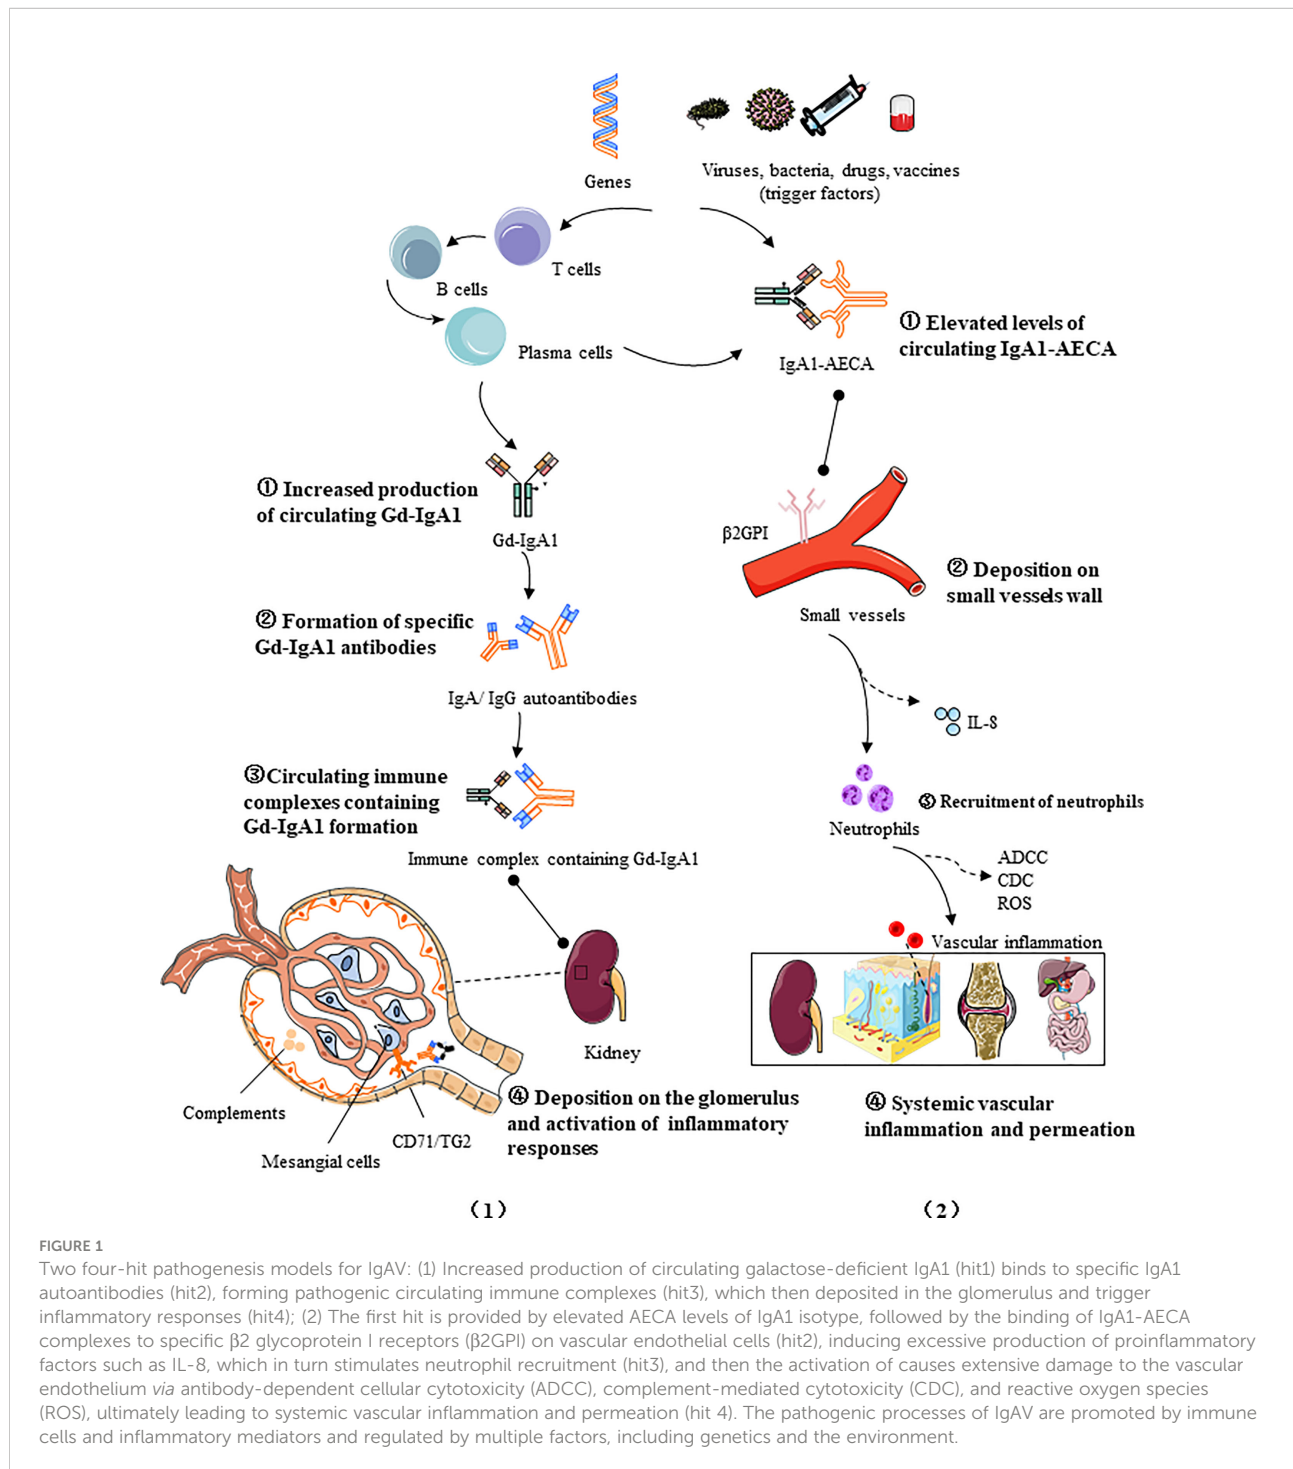 Genes
Viruses, bacteria, drugs, vaccines
(trigger factors)
T cells
B cells
Plasma cells
IgA1-AECA
① Elevated levels of
circulating IgA1-AECA
① Increased production
of circulating Gd-IgA1
Gd-IgA1
β2GPI
② Deposition on
small vessels wall
Small vessels
② Formation of specific
Gd-IgA1 antibodies
IgA/ IgG autoantibodies
IL-8
③Circulating immune
complexes containing
Gd-IgA1 formation
③ Recruitment of neutrophils
Neutrophils
Immune complex containing Gd-IgA1
ADCC
CDC
ROS
Vascular inflammation
Kidney
Complements
CD71/TG2
Mesangial cells
④ Deposition on the glomerulus
and activation of inflammatory
responses
④ Systemic vascular
inflammation and permeation
(1)
(2)
FIGURE 1
Two four-hit pathogenesis models for IgAV: (1) Increased production of circulating galactose-deficient IgA1 (hit1) binds to specific IgA1
autoantibodies (hit2), forming pathogenic circulating immune complexes (hit3), which then deposited in the glomerulus and trigger
inflammatory responses (hit4); (2) The first hit is provided by elevated AECA levels of IgA1 isotype, followed by the binding of IgA1-AECA
complexes to specific β2 glycoprotein I receptors (β2GPI) on vascular endothelial cells (hit2), inducing excessive production of proinflammatory
factors such as IL-8, which in turn stimulates neutrophil recruitment (hit3), and then the activation of causes extensive damage to the vascular
endothelium via antibody-dependent cellular cytotoxicity (ADCC), complement-mediated cytotoxicity (CDC), and reactive oxygen species
(ROS), ultimately leading to systemic vascular inflammation and permeation (hit 4). The pathogenic processes of IgAV are promoted by immune
cells and inflammatory mediators and regulated by multiple factors, including genetics and the environment.